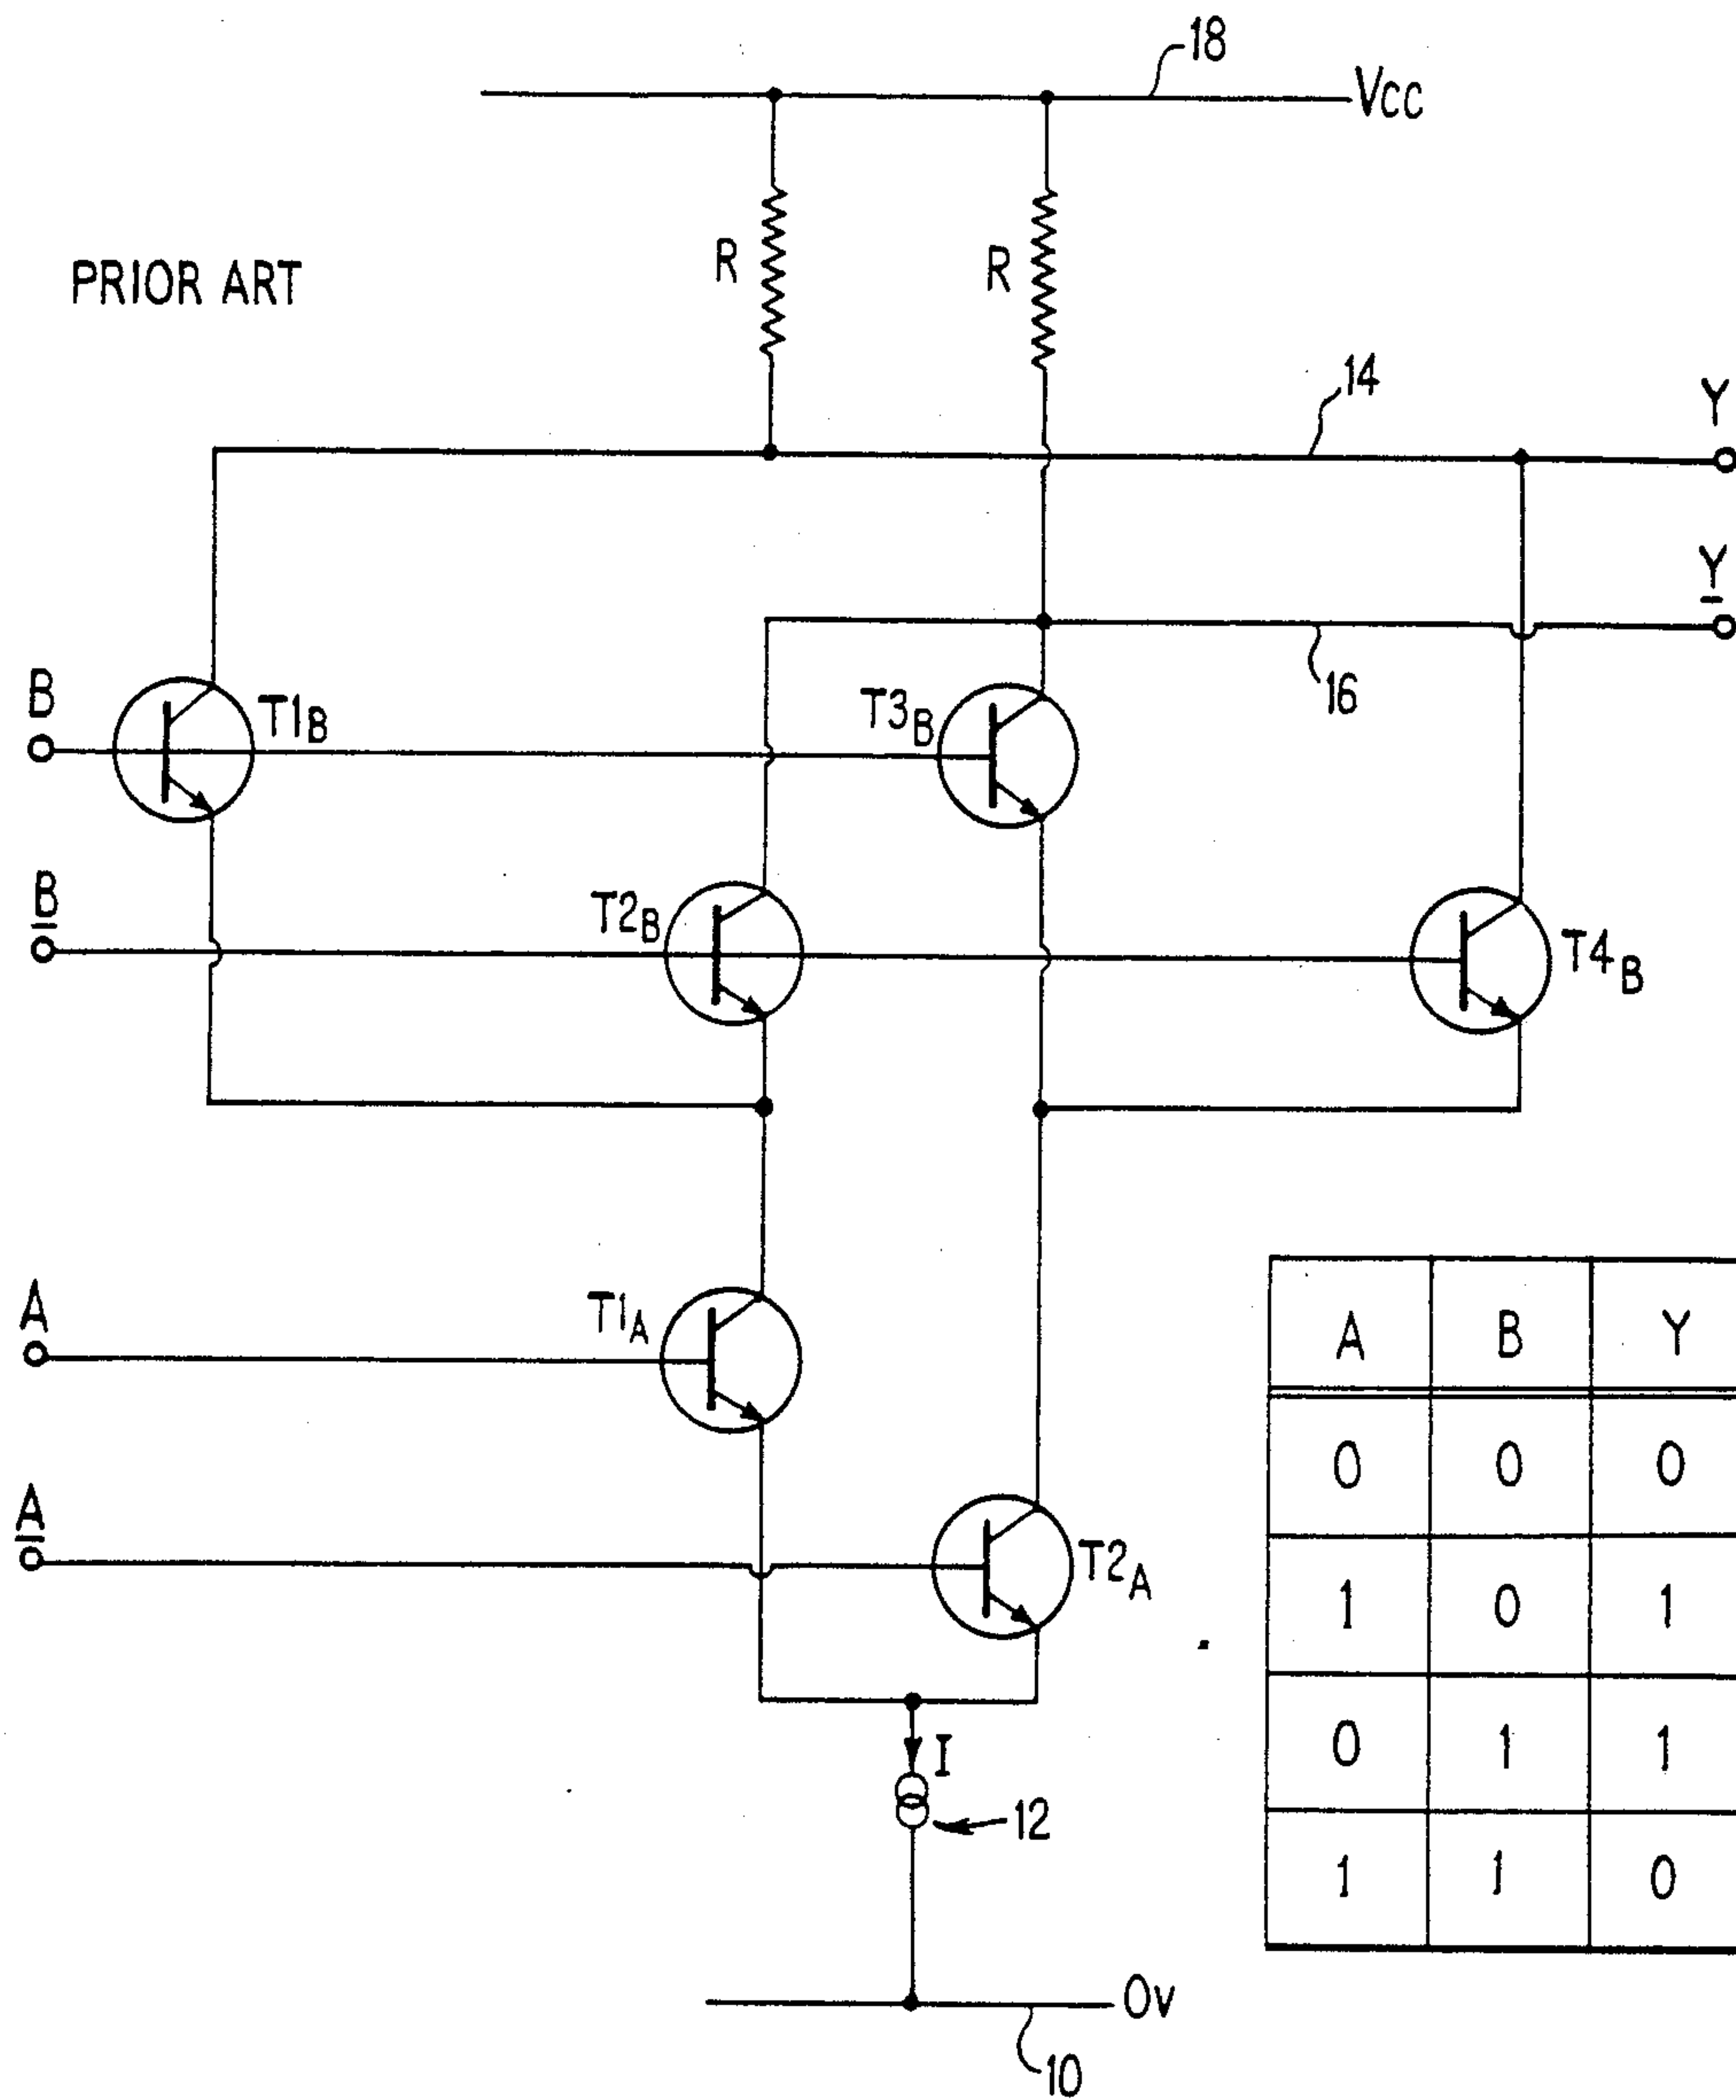 18
VCC
PRIOR ART
R
R
14
Y
Y
16
B
T1B
T3B
B
T2B
T4B
A
T1A
A
T2A
I
12
0V
10
A B Y
0 0 0
1 0 1
0 1 1
1 1 0